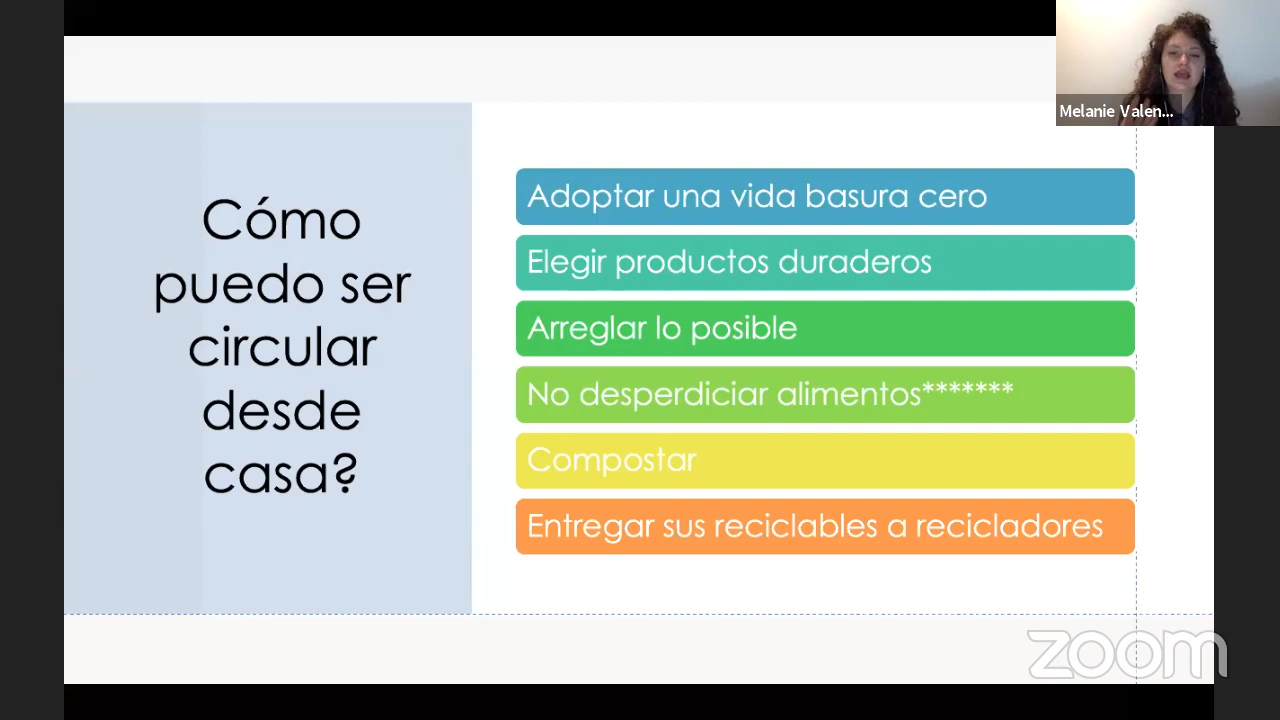 Melanie Valen...
Cómo
puedo ser
circular
desde
casa?
Adoptar una vida basura cero
Elegir productos duraderos
Arreglar lo posible
No desperdiciar alimentos*******
Compostar
Entregar sus reciclables a recicladores
zoom